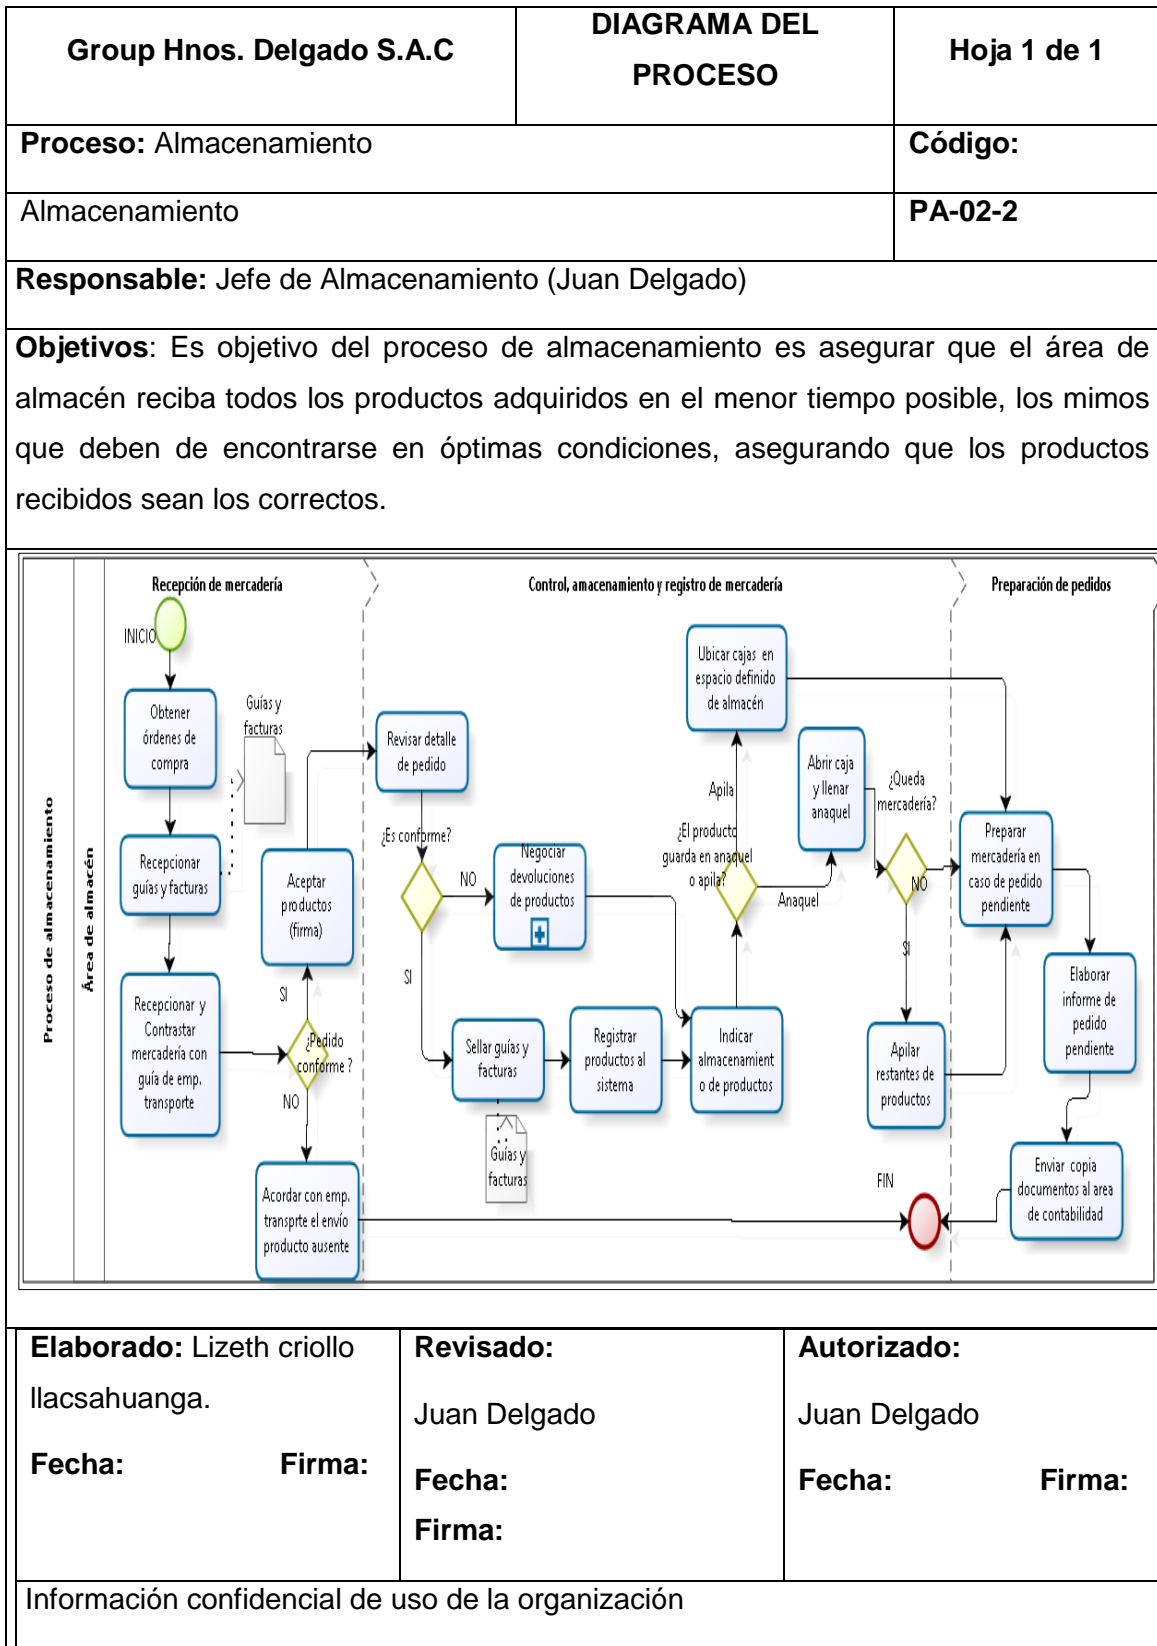 Group Hnos. Delgado S.A.C
DIAGRAMA DEL
PROCESO
Hoja 1 de 1
Proceso: Almacenamiento
Código:
Almacenamiento
PA-02-2
Responsable: Jefe de Almacenamiento (Juan Delgado)
Objetivos: Es objetivo del proceso de almacenamiento es asegurar que el área de
almacén reciba todos los productos adquiridos en el menor tiempo posible, los mimos
que deben de encontrarse en óptimas condiciones, asegurando que los productos
recibidos sean los correctos.
Proceso de almacenamiento
Área de almacén
Recepción de mercadería
INICIO
Obtener
órdenes de
compra
Guías y
facturas
Recepcionar
guías y facturas
Recepcionar y
Contrastar
mercadería con
guía de emp.
transporte
¿Pedido
conforme ?
SI
NO
Aceptar
productos
(firma)
Acordar con emp.
transprte el envío
producto ausente
Control, amacenamiento y registro de mercadería
Revisar detalle
de pedido
¿Es conforme?
NO
SI
Negociar
devoluciones
de productos
Sellar guías y
facturas
Guías y
facturas
Registrar
productos al
sistema
Indicar
almacenamient
o de productos
¿El producto
guarda en anaquel
o apila?
Apila
Anaquel
Ubicar cajas en
espacio definido
de almacén
Abrir caja
y llenar
anaquel
¿Queda
mercadería?
NO
SI
Apilar
restantes de
productos
FIN
Preparación de pedidos
Preparar
mercadería en
caso de pedido
pendiente
Elaborar
informe de
pedido
pendiente
Enviar copia
documentos al area
de contabilidad
Elaborado: Lizeth criollo
llacsahuanga.
Fecha: Firma:
Revisado:
Juan Delgado
Fecha:
Firma:
Autorizado:
Juan Delgado
Fecha: Firma:
Información confidencial de uso de la organización